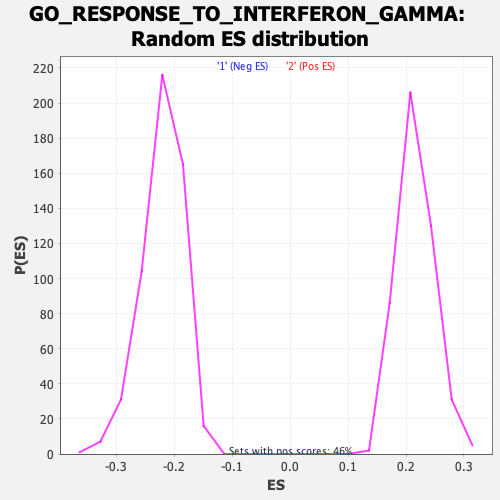 GO_RESPONSE_TO_INTERFERON_GAMMA:
Random ES distribution
'1' (Neg ES) '2' (Pos ES)
220
200
180
160
140
120
100
80
60
40
20
0
P(ES)
Sets with pos scores: 46%
-0.3 -0.2 -0.1 0.0 0.1 0.2 0.3
ES